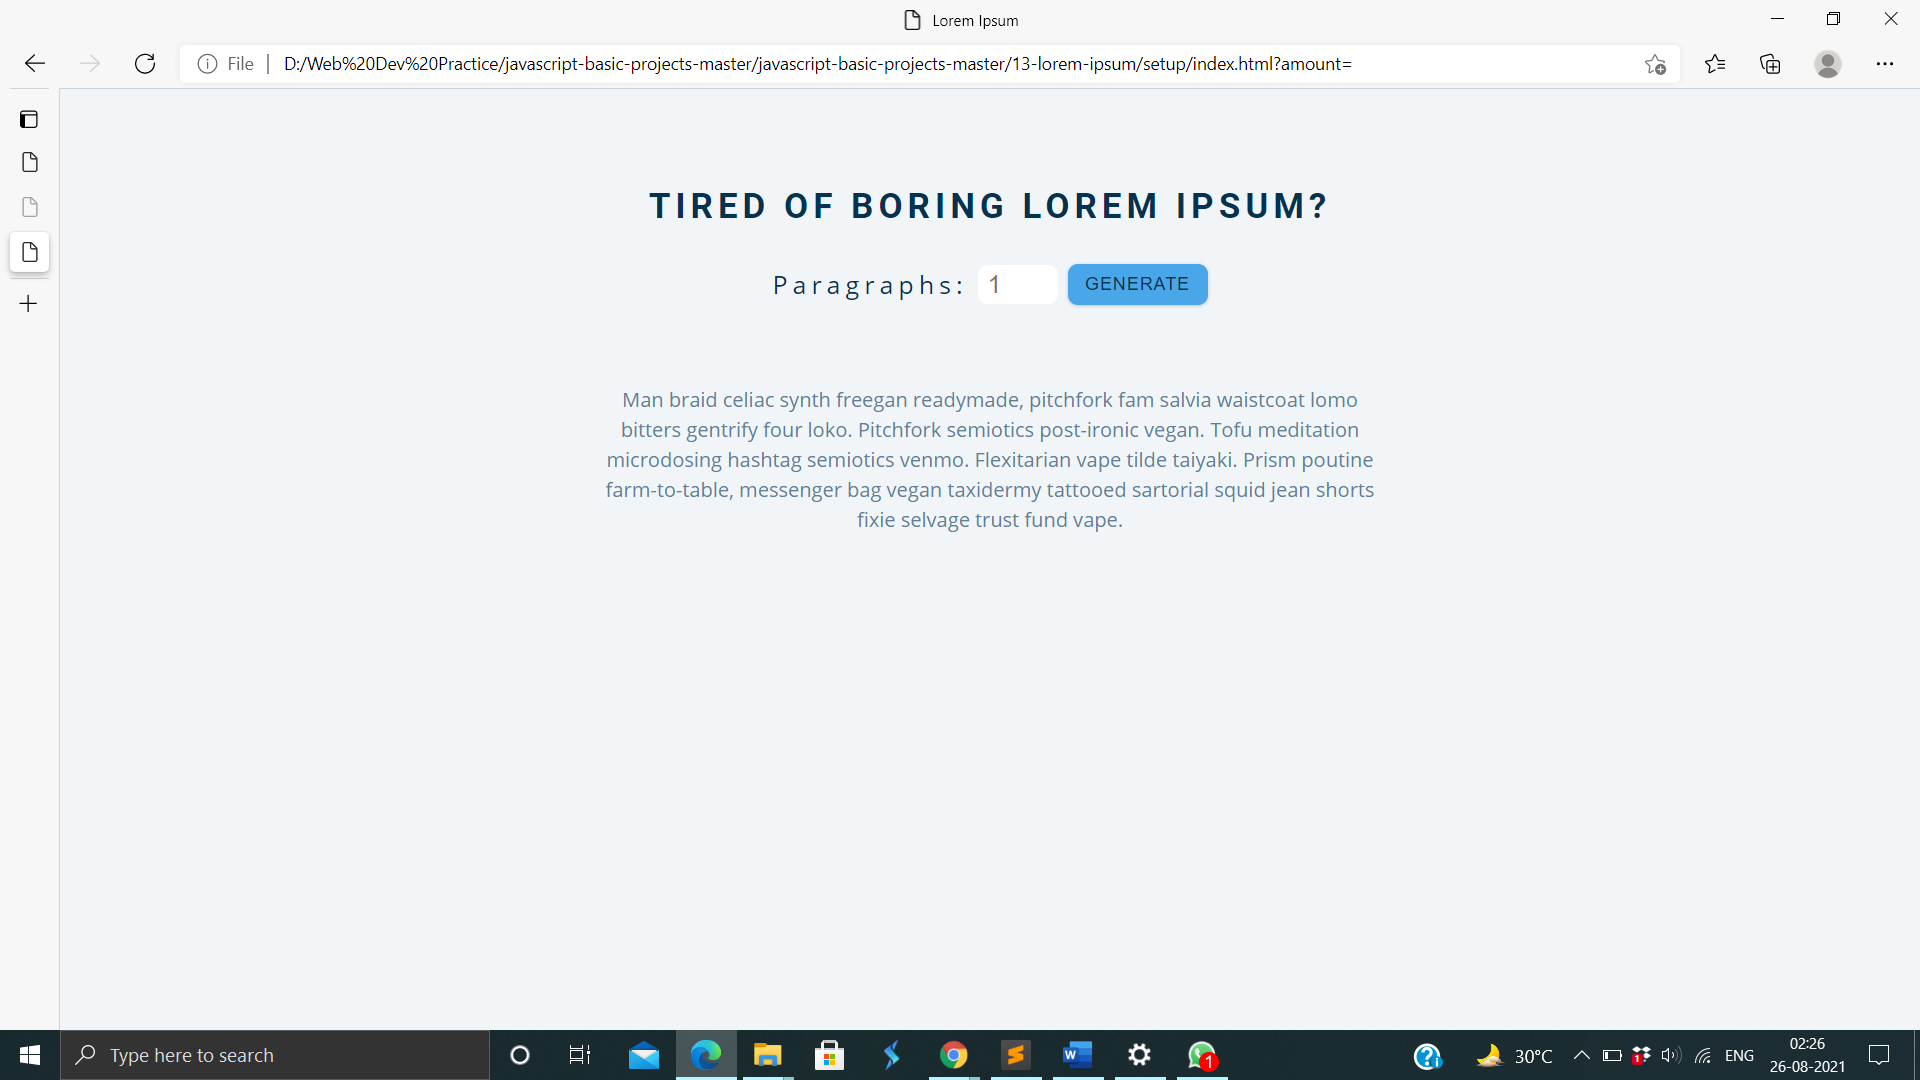 Lorem Ipsum
File
D:/Web%20Dev%20Practice/javascript-basic-projects-master/javascript-basic-projects-master/13-lorem-ipsum/setup/index.html?amount=
TIRED OF BORING LOREM IPSUM?
Paragraphs: 1 GENERATE
Man braid celiac synth freegan readymade, pitchfork fam salvia waistcoat lomo
bitters gentrify four loko. Pitchfork semiotics post-ironic vegan. Tofu meditation
microdosing hashtag semiotics venmo. Flexitarian vape tilde taiyaki. Prism poutine
farm-to-table, messenger bag vegan taxidermy tattooed sartorial squid jean shorts
fixie selvage trust fund vape.
Type here to search
W
1
30°C
1
ENG
02:26
26-08-2021